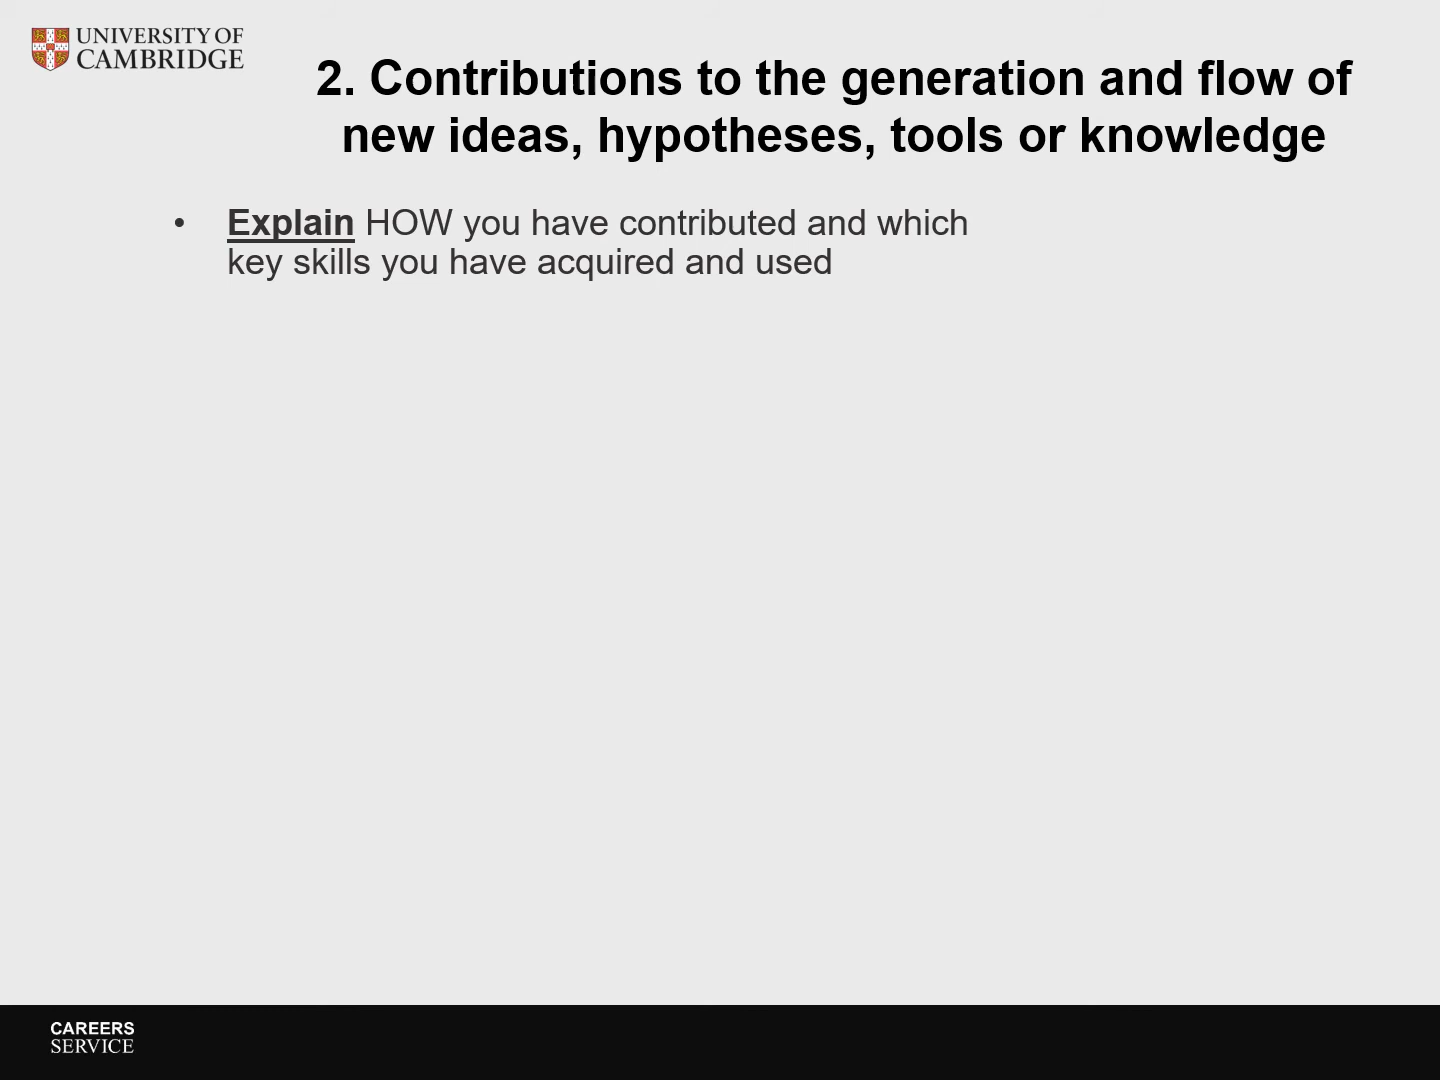 UNIVERSITY OF
CAMBRIDGE
2. Contributions to the generation and flow of
new ideas, hypotheses, tools or knowledge
• Explain HOW you have contributed and which
key skills you have acquired and used
CAREERS
SERVICE